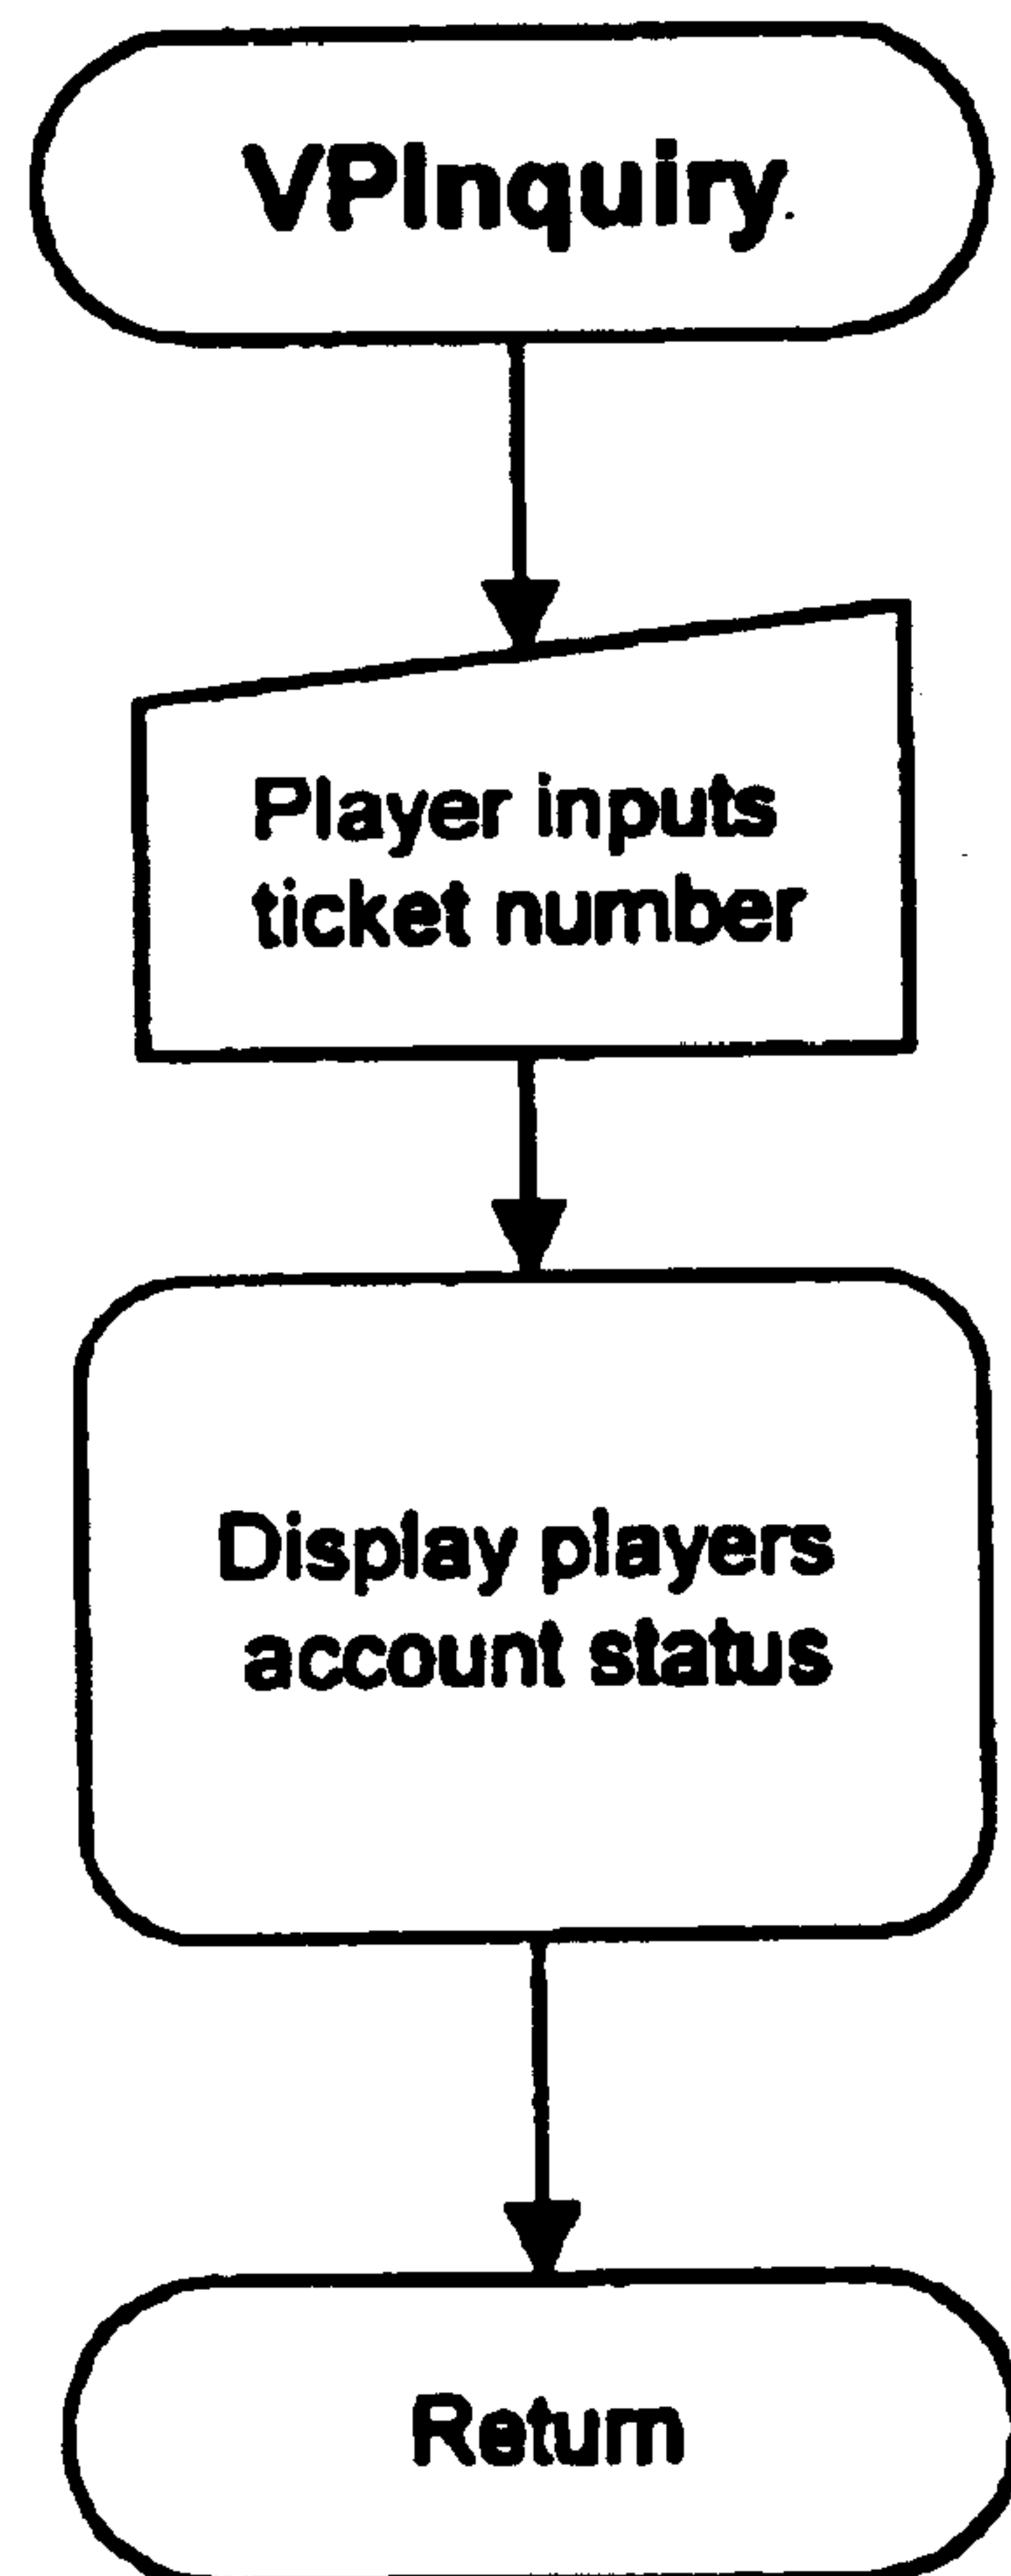 VPInquiry
Player inputs
ticket number
Display players
account status
Return